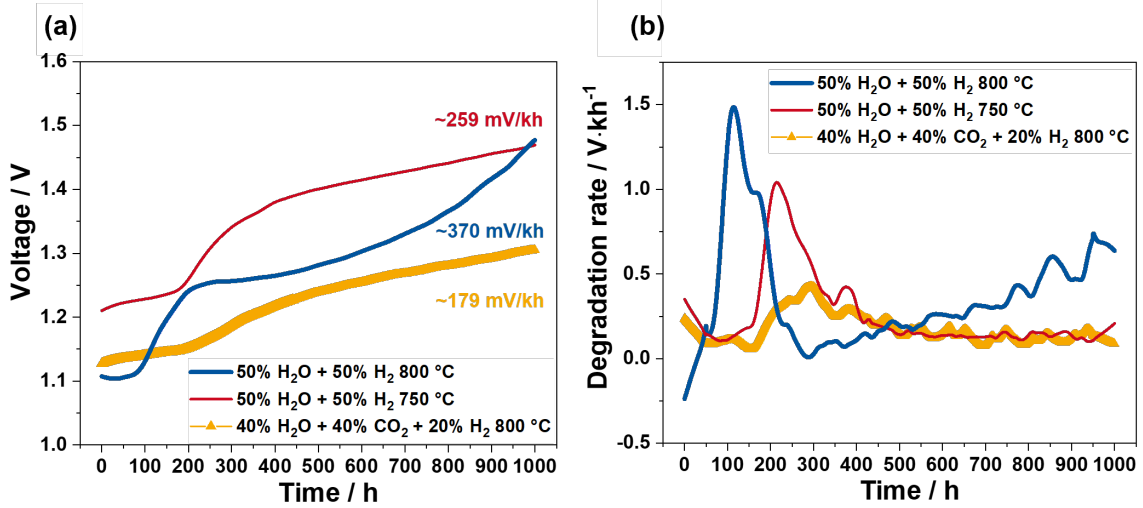 (a)
Voltage / V
1.6
1.5
1.4
1.3
1.2
1.1
1.0
~259 mV/kh
~370 mV/kh
~179 mV/kh
50% H₂O + 50% H₂ 800 °C
50% H₂O + 50% H₂ 750 °C
40% H₂O + 40% CO₂ + 20% H₂ 800 °C
0 100 200 300 400 500 600 700 800 900 1000
Time / h
(b)
Degradation rate / V·kh⁻¹
1.5
1.0
0.5
0.0
-0.5
50% H₂O + 50% H₂ 800 °C
50% H₂O + 50% H₂ 750 °C
40% H₂O + 40% CO₂ + 20% H₂ 800 °C
0 100 200 300 400 500 600 700 800 900 1000
Time / h